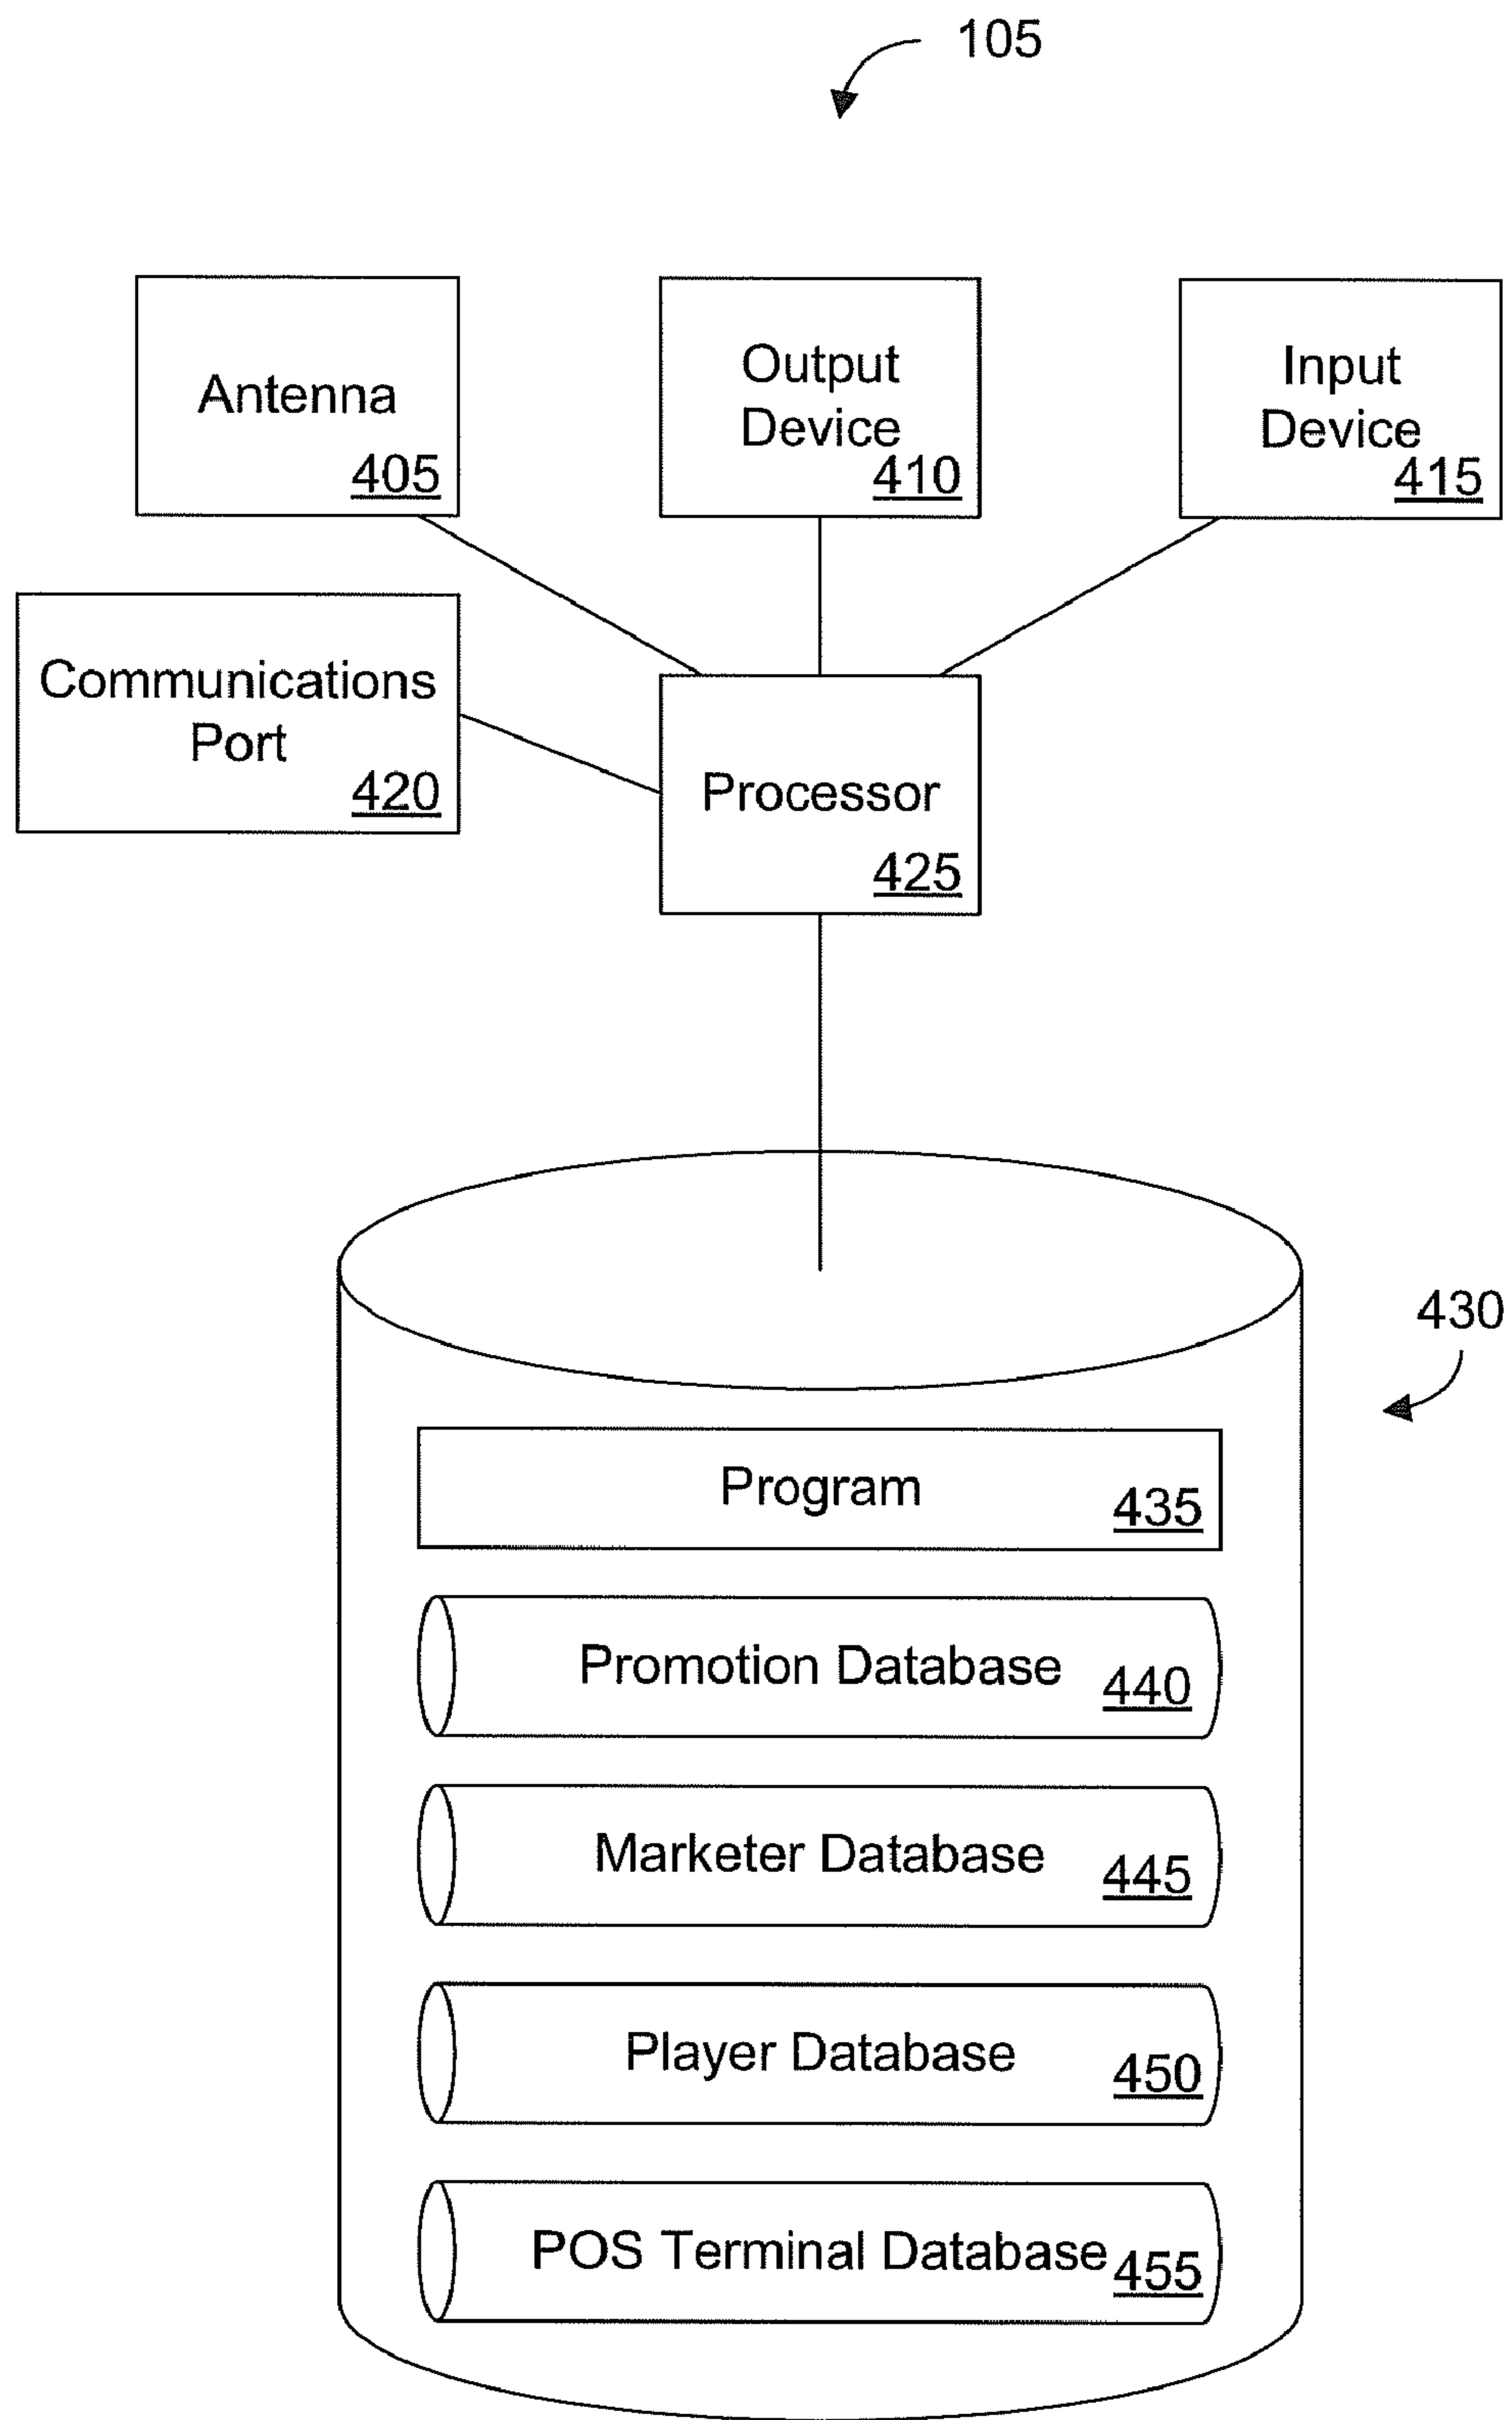 105
Antenna
405
Output
Device
410
Input
Device
415
Communications
Port
420
Processor
425
430
Program
435
Promotion Database
440
Marketer Database
445
Player Database
450
POS Terminal Database
455